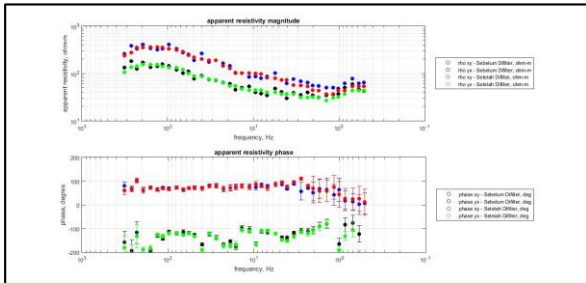 apparent resistivity magnitude
apparent resistivity, ohm-m
10³
10²
10¹
10³ 10² 10¹ 10⁰ 10⁻¹
frequency, Hz
rho xy - Sebelum Difilter, ohm-m
rho yx - Sebelum Difilter, ohm-m
rho xy - Setelah Difilter, ohm-m
rho yx - Setelah Difilter, ohm-m
apparent resistivity phase
phase, degrees
200
100
0
-100
-200
10³ 10² 10¹ 10⁰ 10⁻¹
frequency, Hz
phase xy - Sebelum Difilter, deg
phase yx - Sebelum Difilter, deg
phase xy - Setelah Difilter, deg
phase yx - Setelah Difilter, deg